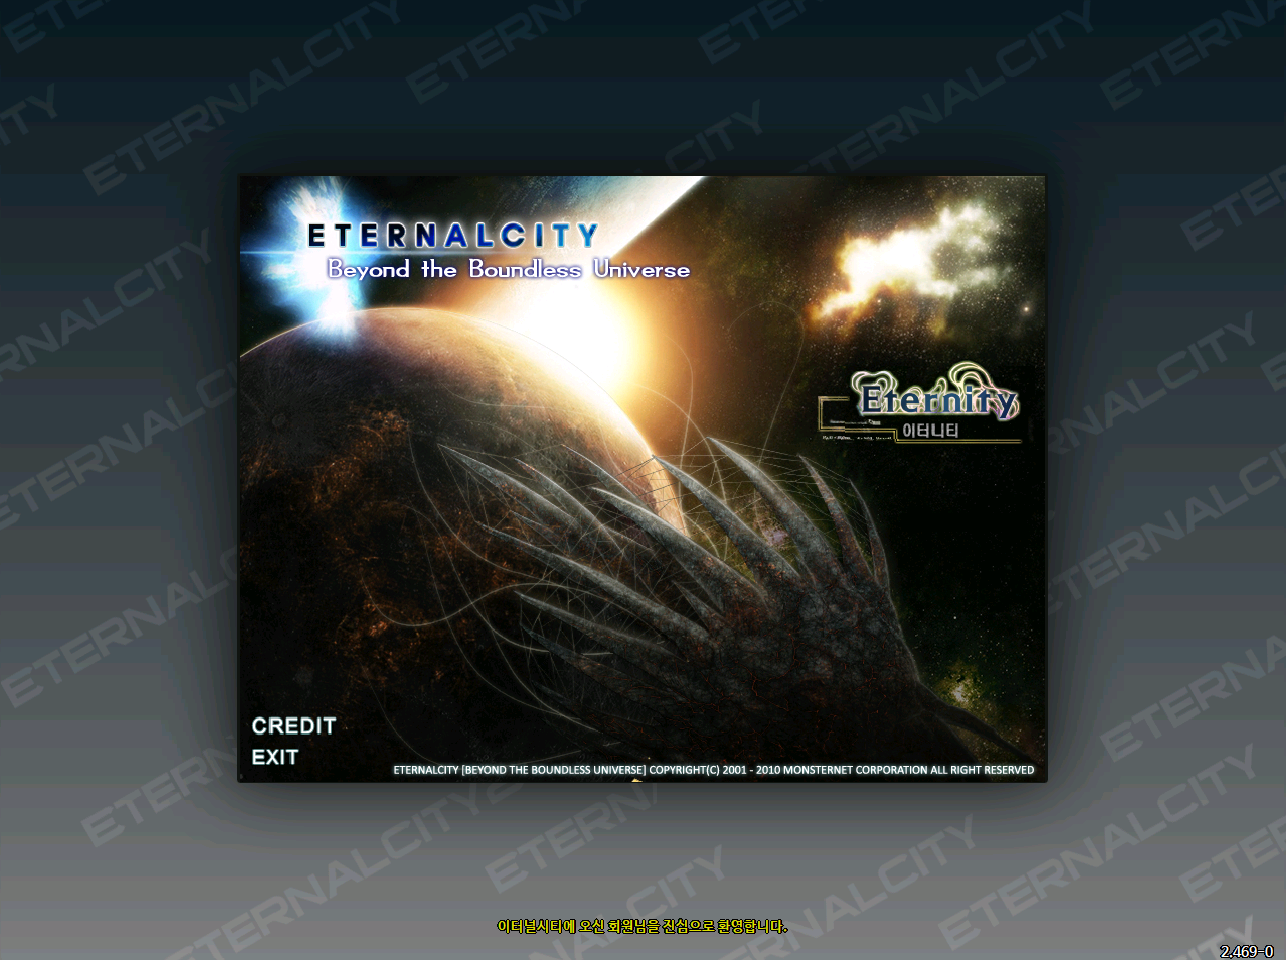 ETERNALCITY
Beyond the Boundless Universe
Eternity
이터니티
CREDIT
EXIT
ETERNALCITY [BEYOND THE BOUNDLESS UNIVERSE] COPYRIGHT(C) 2001 - 2010 MONSTERNET CORPORATION ALL RIGHT RESERVED
이터널시티에 오신 회원님을 진심으로 환영합니다.
2,469-0